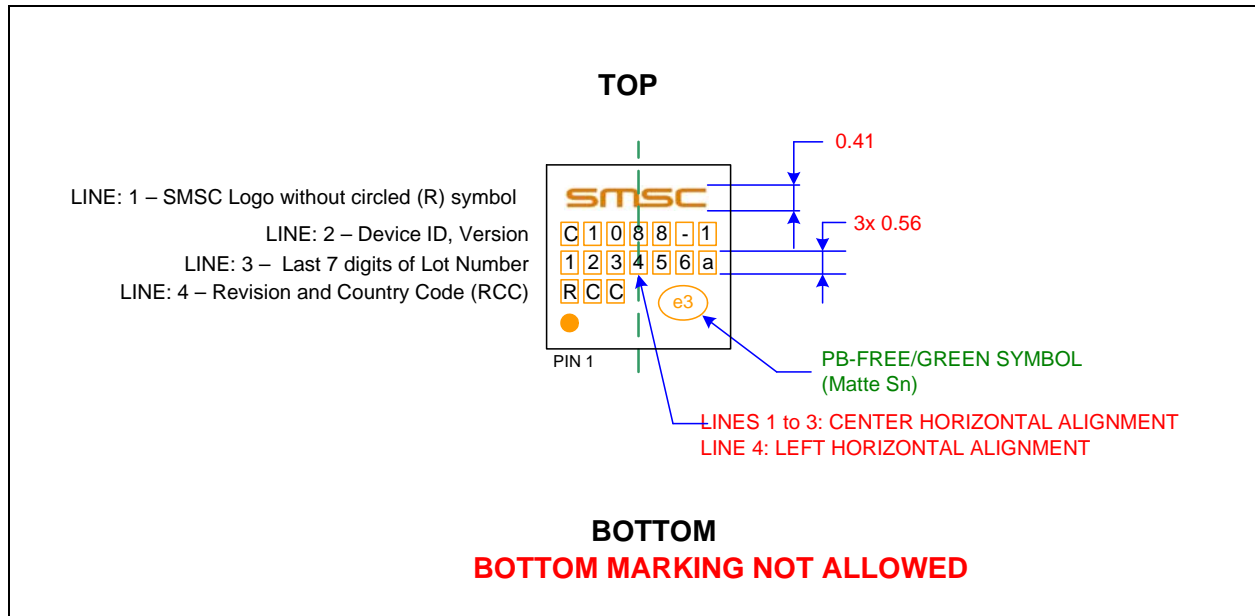 TOP
0.41
LINE: 1 – SMSC Logo without circled (R) symbol
SMSC
3x 0.56
LINE: 2 – Device ID, Version
C1088-1
LINE: 3 – Last 7 digits of Lot Number
123456a
LINE: 4 – Revision and Country Code (RCC)
RCC
e3
PIN 1
PB-FREE/GREEN SYMBOL
(Matte Sn)
LINES 1 to 3: CENTER HORIZONTAL ALIGNMENT
LINE 4: LEFT HORIZONTAL ALIGNMENT
BOTTOM
BOTTOM MARKING NOT ALLOWED